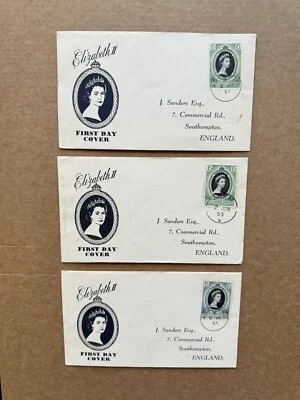 Elizabeth II
FIRST DAY
COVER
J. Sanders Esq.,
7, Commercial Rd.,
Southampton,
ENGLAND.
Elizabeth II
FIRST DAY
COVER
J. Sanders Esq.,
7, Commercial Rd.,
Southampton,
ENGLAND.
53
Elizabeth II
FIRST DAY
COVER
J. Sanders Esq.,
7, Commercial Rd.,
Southampton,
ENGLAND.